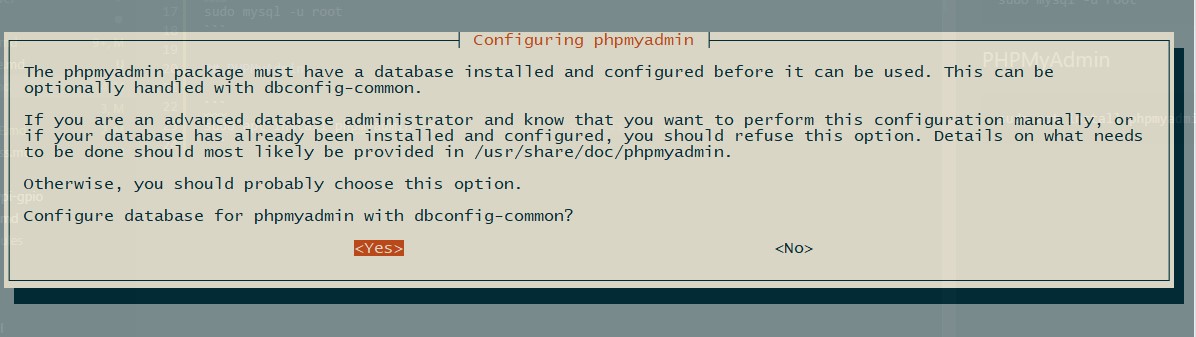 17 sudo mysql -u root
sudo mysql -u root
Configuring phpmyadmin
The phpmyadmin package must have a database installed and configured before it can be used. This can be
optionally handled with dbconfig-common.
PHPMyAdmin
If you are an advanced database administrator and know that you want to perform this configuration manually, or
if your database has already been installed and configured, you should refuse this option. Details on what needs
to be done should most likely be provided in /usr/share/doc/phpmyadmin.
Otherwise, you should probably choose this option.
Configure database for phpmyadmin with dbconfig-common?
<Yes> <No>